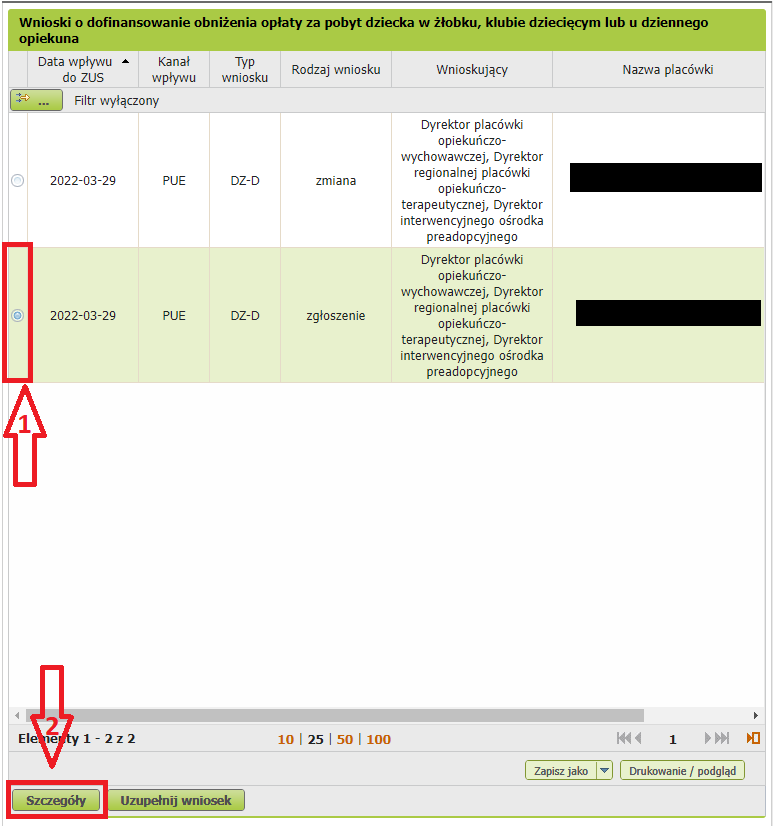 Wnioski o dofinansowanie obniżenia opłaty za pobyt dziecka w żłobku, klubie dziecięcym lub u dziennego
opiekuna
Data wpływu do ZUS Kanał wpływu Typ wniosku Rodzaj wniosku Wnioskujący Nazwa placówki
... Filtr wyłączony
2022-03-29 PUE DZ-D zmiana
Dyrektor placówki
opiekuńczo-
wychowawczej, Dyrektor
regionalnej placówki
opiekuńczo-
terapeutycznej, Dyrektor
interwencyjnego ośrodka
preadopcyjnego
2022-03-29 PUE DZ-D zgłoszenie
Dyrektor placówki
opiekuńczo-
wychowawczej, Dyrektor
regionalnej placówki
opiekuńczo-
terapeutycznej, Dyrektor
interwencyjnego ośrodka
preadopcyjnego
1
2
Elementy 1 - 2 z 2 10 | 25 | 50 | 100 1
Zapisz jako Drukowanie / podgląd
Szczegóły Uzupełnij wniosek